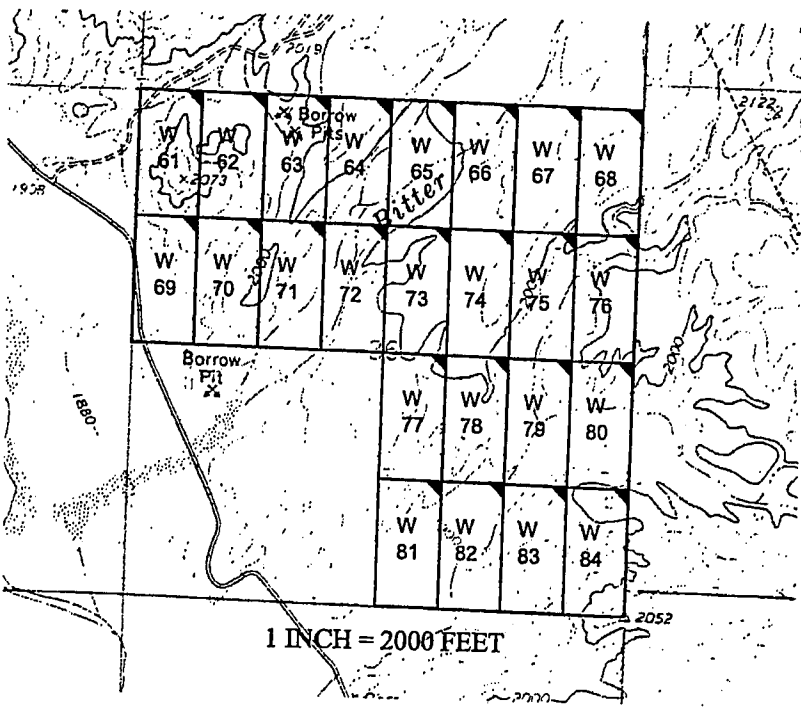 2019
2122
Borrow
Pits
W 61
W 62
W 63
W 64
W 65
W 66
W 67
W 68
×2073
1908
Bitter
W 69
W 70
W 71
W 72
W 73
W 74
W 75
W 76
2000
2000
Borrow
Pit
1880
W 77
W 78
W 79
W 80
W 81
W 82
W 83
W 84
2052
1 INCH = 2000 FEET
2000